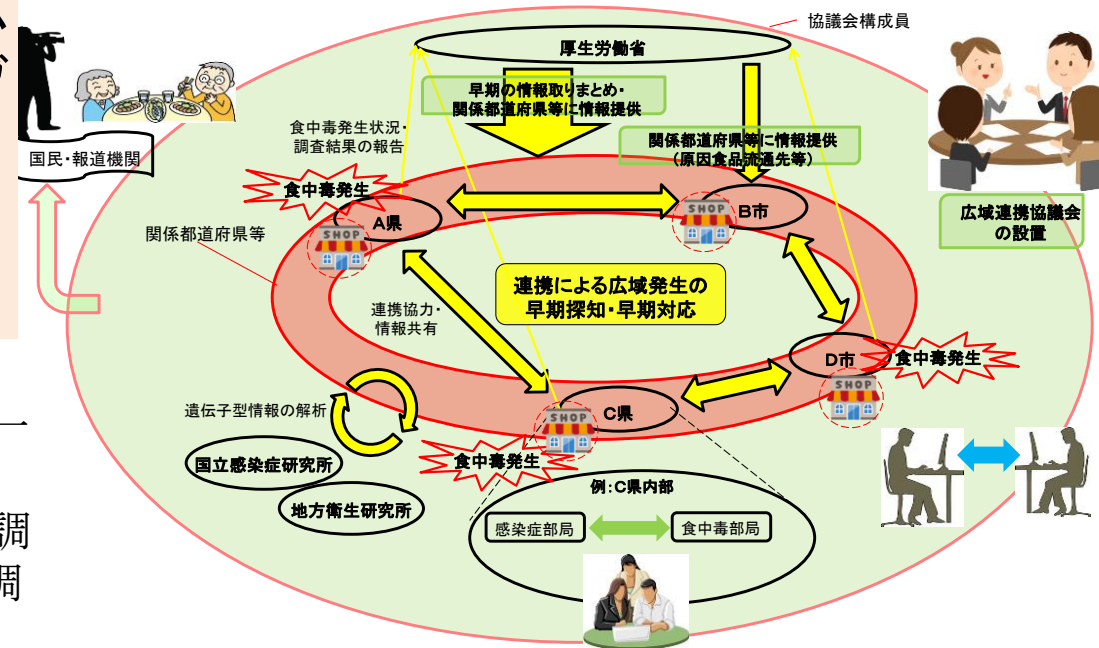 協議会構成員
厚生労働省
早期の情報取りまとめ・
関係都道府県等に情報提供
食中毒発生状況・
調査結果の報告
関係都道府県等に情報提供
(原因食品流通先等)
国民・報道機関
食中毒発生
A県
SHOP
B市
SHOP
広域連携協議会
の設置
関係都道府県等
連携による広域発生の
早期探知・早期対応
連携協力・
情報共有
D市
食中毒発生
SHOP
C県
SHOP
遺伝子型情報の解析
食中毒発生
国立感染症研究所
地方衛生研究所
例:C県内部
感染症部局
食中毒部局
ー
調
調